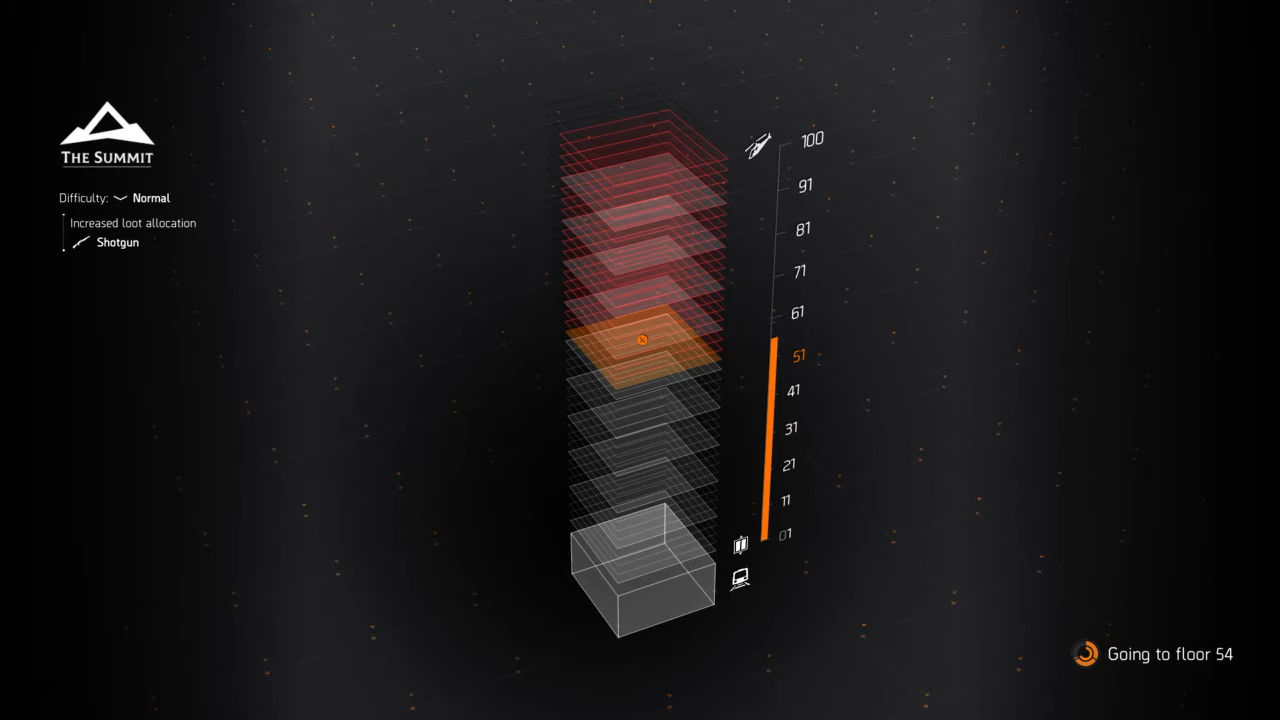 THE SUMMIT
Difficulty: Normal
Increased loot allocation
Shotgun
100
91
81
71
61
51
41
31
21
11
01
Going to floor 54